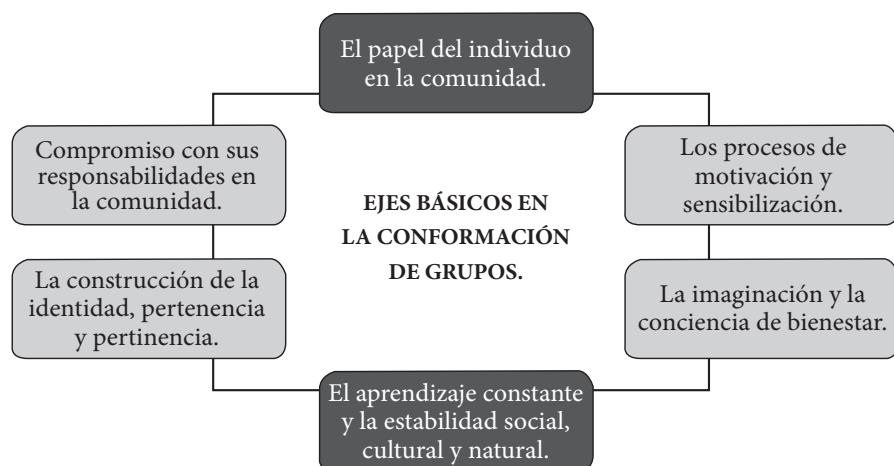 El papel del individuo
en la comunidad.
Compromiso con sus
responsabilidades en
la comunidad.
Los procesos de
motivación y
sensibilización.
EJES BÁSICOS EN
LA CONFORMACIÓN
DE GRUPOS.
La construcción de la
identidad, pertenencia
y pertinencia.
La imaginación y la
conciencia de bienestar.
El aprendizaje constante
y la estabilidad social,
cultural y natural.